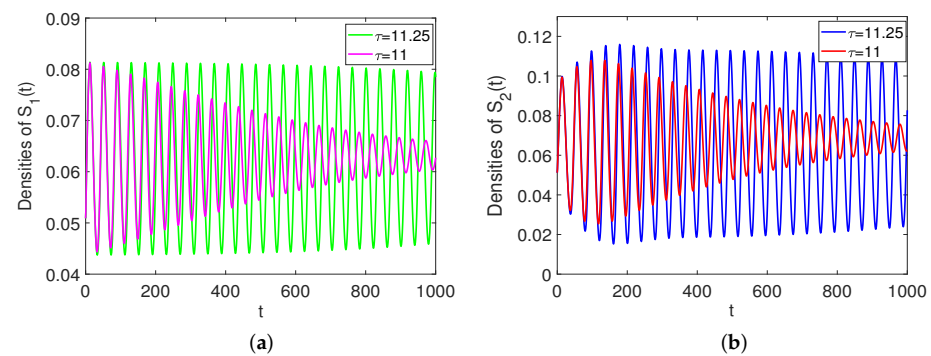 0.09
0.08
0.07
0.06
0.05
0.04
Densities of S_1(t)
0 200 400 600 800 1000
t
τ=11.25
τ=11
(a)
0.12
0.1
0.08
0.06
0.04
0.02
0
Densities of S_2(t)
0 200 400 600 800 1000
t
τ=11.25
τ=11
(b)